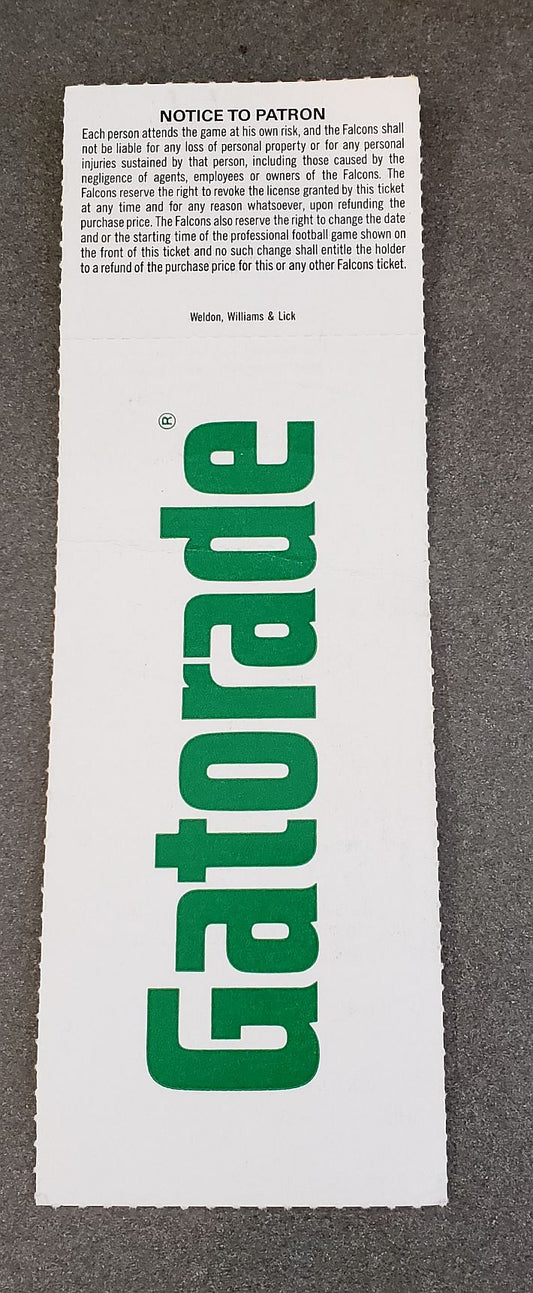 NOTICE TO PATRON
Each person attends the game at his own risk, and the Falcons shall
not be liable for any loss of personal property or for any personal
injuries sustained by that person, including those caused by the
negligence of agents, employees or owners of the Falcons. The
Falcons reserve the right to revoke the license granted by this ticket
at any time and for any reason whatsoever, upon refunding the
purchase price. The Falcons also reserve the right to change the date
and or the starting time of the professional football game shown on
the front of this ticket and no such change shall entitle the holder
to a refund of the purchase price for this or any other Falcons ticket.
Weldon, Williams & Lick
Gatorade®